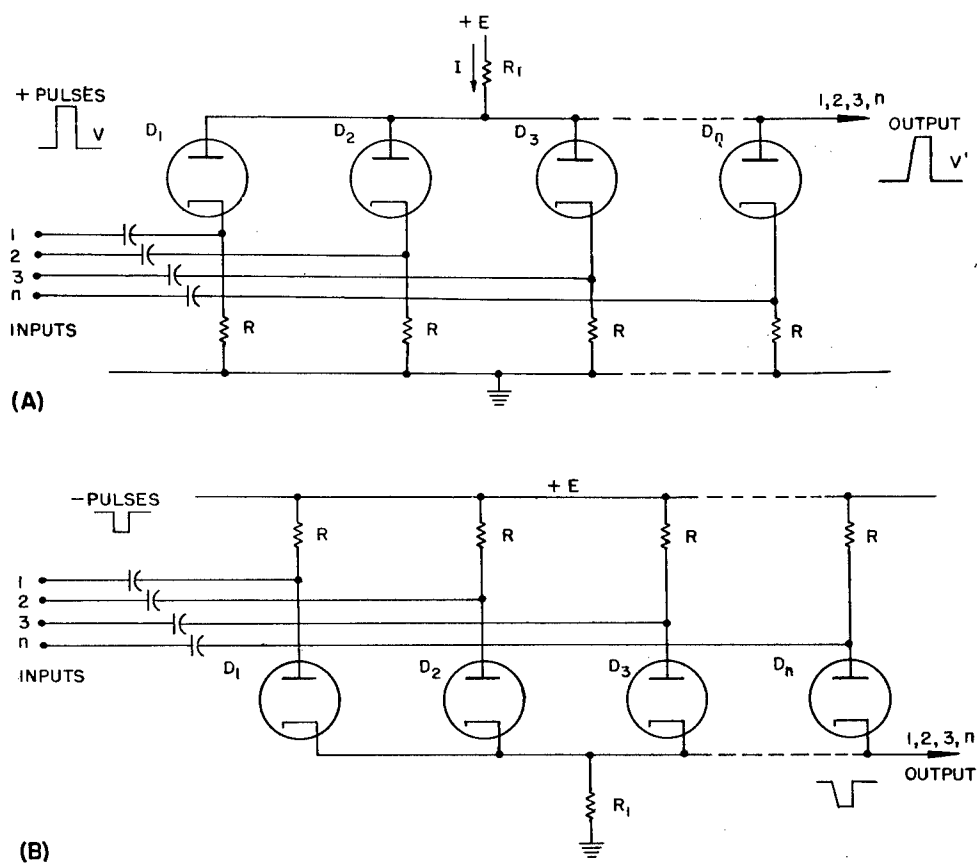 + E
I
R₁
1, 2, 3, n
OUTPUT
+ PULSES
V
D₁
D₂
D₃
Dₙ
V'
1
2
3
n
INPUTS
R
R
R
R
(A)
− PULSES
+ E
R
R
R
R
1
2
3
n
INPUTS
D₁
D₂
D₃
Dₙ
1, 2, 3, n
OUTPUT
R₁
(B)